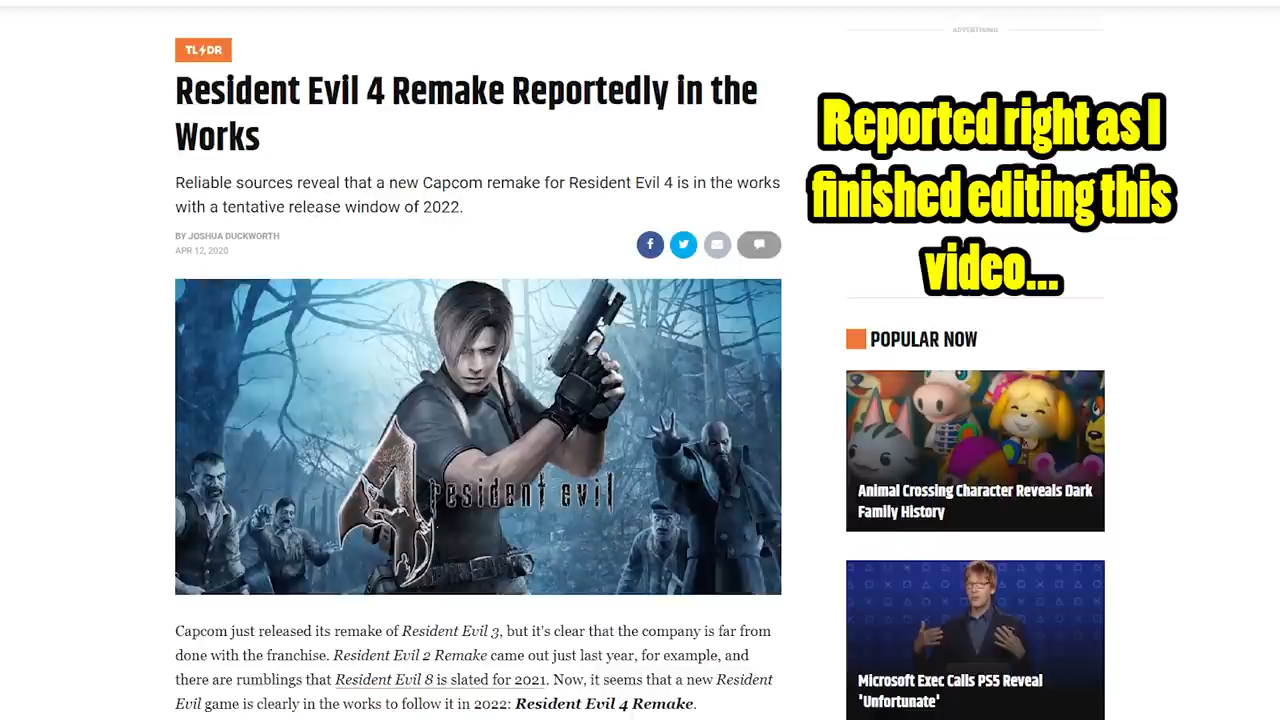 TL DR
Resident Evil 4 Remake Reportedly in the
Works
Reliable sources reveal that a new Capcom remake for Resident Evil 4 is in the works
with a tentative release window of 2022.
BY JOSHUA DUCKWORTH
APR 12, 2020
4 resident evil
Capcom just released its remake of Resident Evil 3, but it's clear that the company is far from
done with the franchise. Resident Evil 2 Remake came out just last year, for example, and
there are rumblings that Resident Evil 8 is slated for 2021. Now, it seems that a new Resident
Evil game is clearly in the works to follow it in 2022: Resident Evil 4 Remake.
ADVERTISING
Reported right as I
finished editing this
video...
POPULAR NOW
Animal Crossing Character Reveals Dark
Family History
Microsoft Exec Calls PS5 Reveal
'Unfortunate'